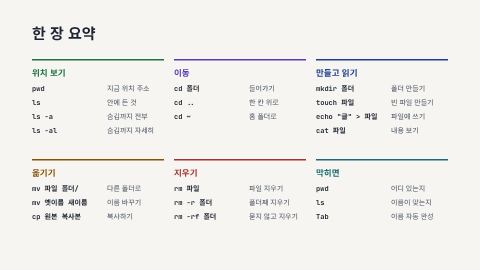 한 장 요약
위치 보기
pwd 지금 위치 주소
ls 안에 든 것
ls -a 숨김까지 전부
ls -al 숨김까지 자세히
이동
cd 폴더 들어가기
cd .. 한 칸 위로
cd ~ 홈 폴더로
만들고 읽기
mkdir 폴더 폴더 만들기
touch 파일 빈 파일 만들기
echo "글" > 파일 파일에 쓰기
cat 파일 내용 보기
옮기기
mv 파일 폴더/ 다른 폴더로
mv 옛이름 새이름 이름 바꾸기
cp 원본 복사본 복사하기
지우기
rm 파일 파일 지우기
rm -r 폴더 폴더째 지우기
rm -rf 폴더 묻지 않고 지우기
막히면
pwd 어디 있는지
ls 이름이 맞는지
Tab 이름 자동 완성